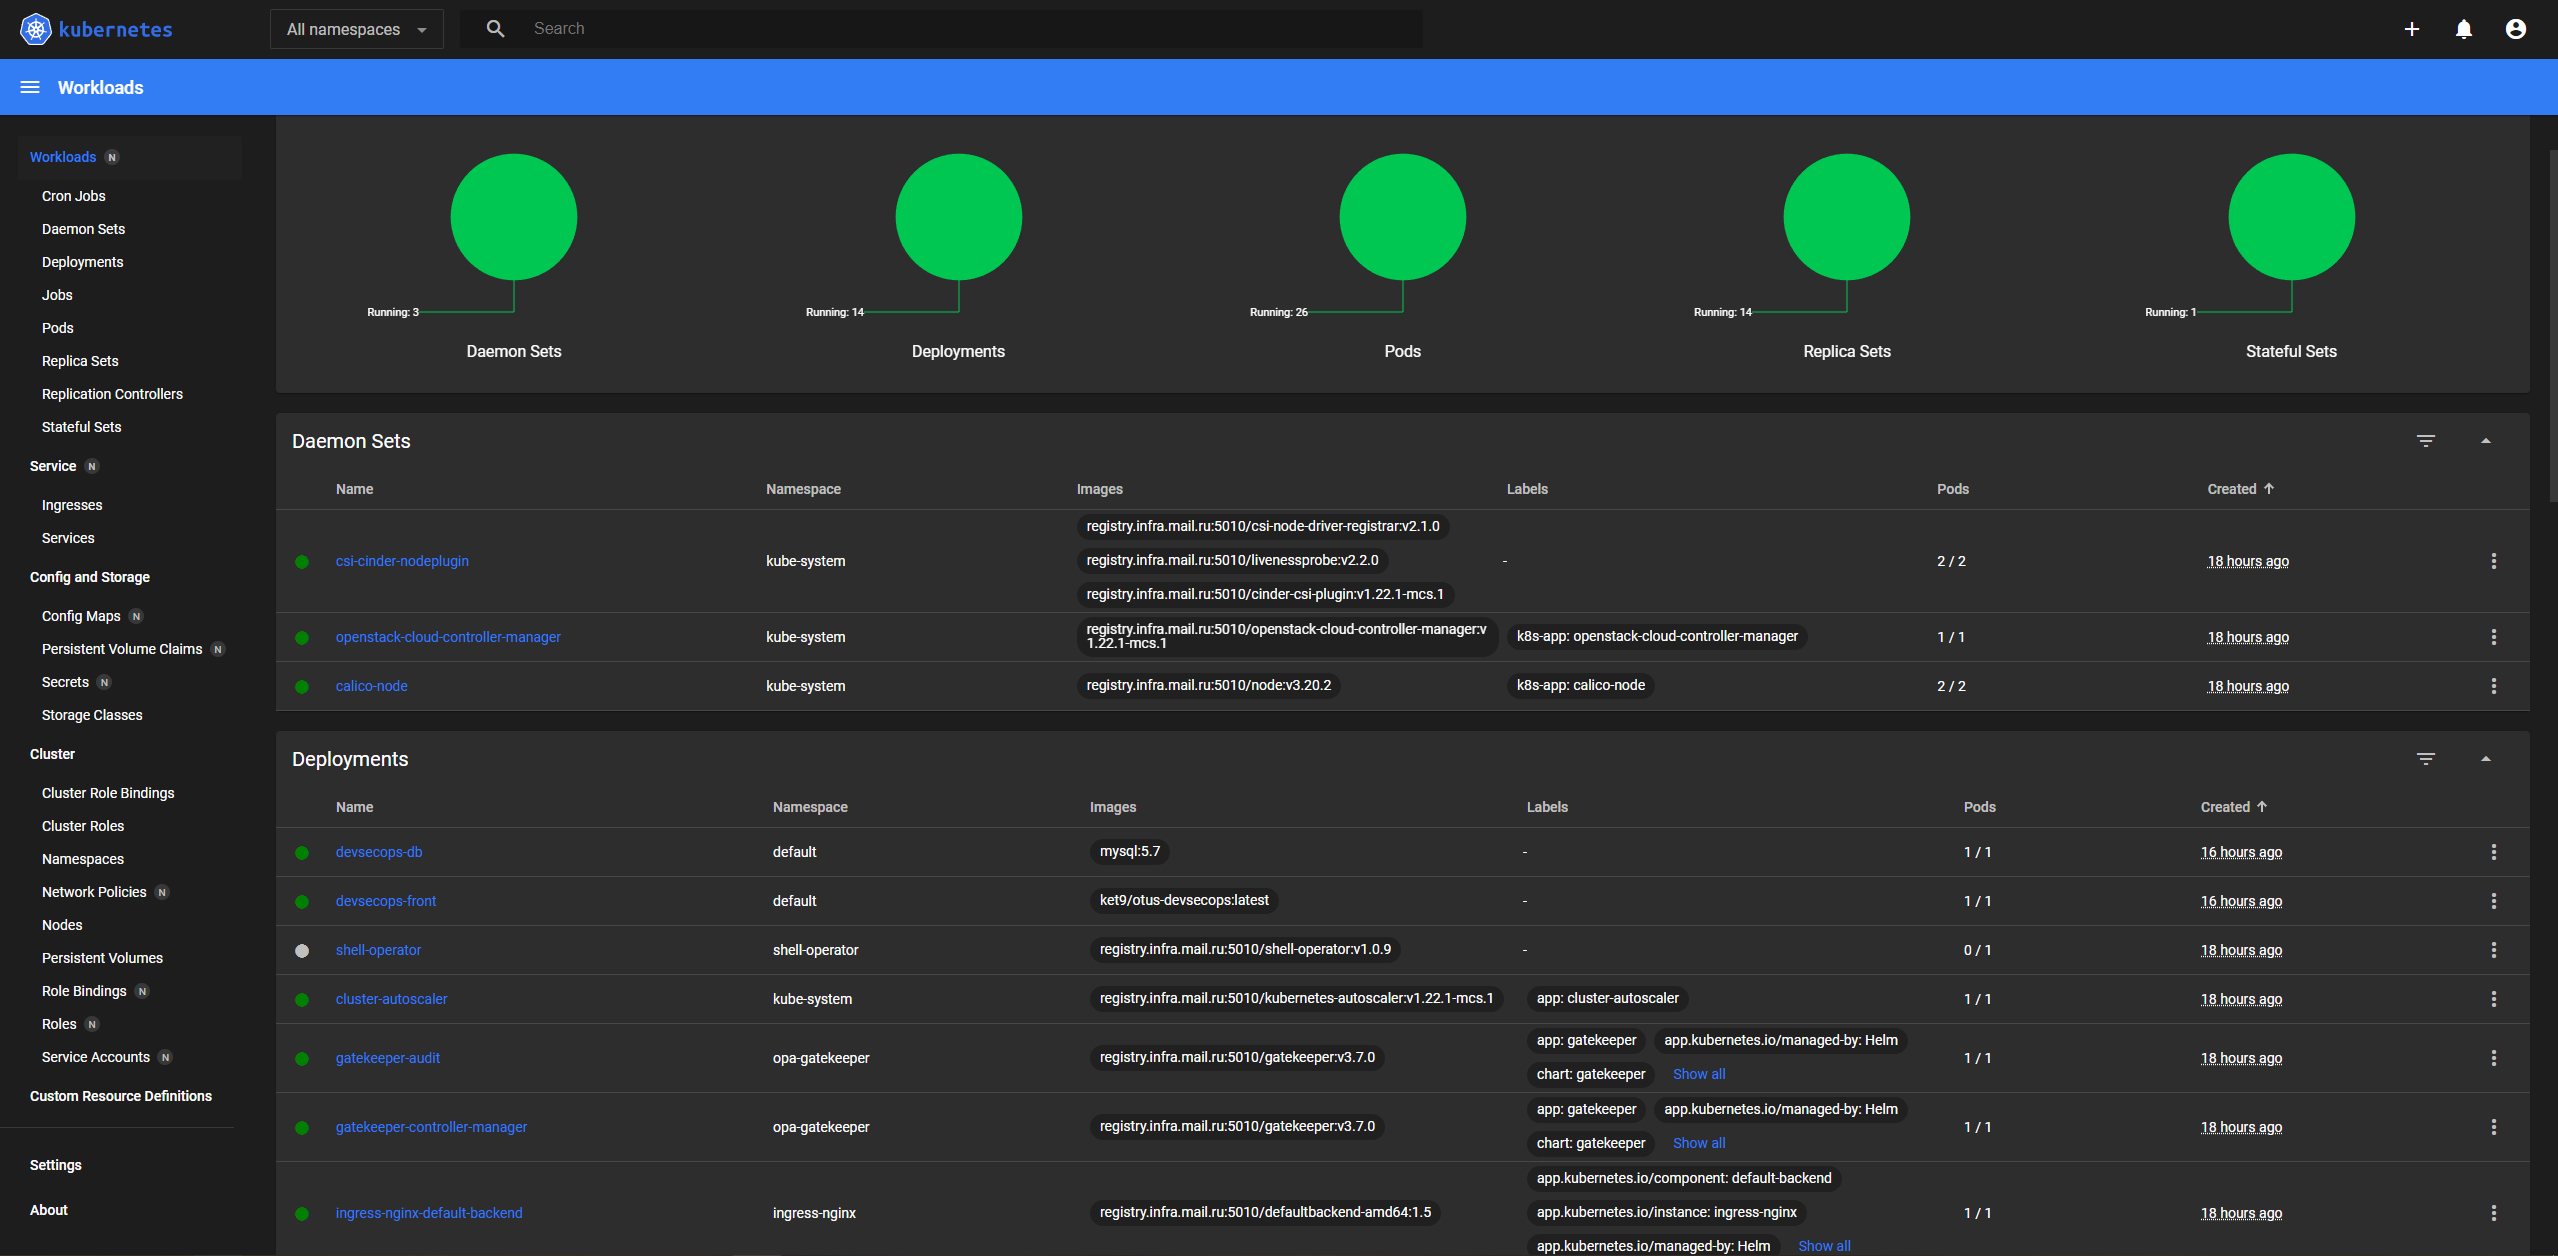 kubernetes
All namespaces
Search
Workloads
Workloads N
Cron Jobs
Daemon Sets
Deployments
Jobs
Pods
Replica Sets
Replication Controllers
Stateful Sets
Service N
Ingresses
Services
Config and Storage
Config Maps N
Persistent Volume Claims N
Secrets N
Storage Classes
Cluster
Cluster Role Bindings
Cluster Roles
Namespaces
Network Policies N
Nodes
Persistent Volumes
Role Bindings N
Roles N
Service Accounts N
Custom Resource Definitions
Settings
About
Running: 3
Daemon Sets
Running: 14
Deployments
Running: 26
Pods
Running: 14
Replica Sets
Running: 1
Stateful Sets
Daemon Sets
Name Namespace Images Labels Pods Created
registry.infra.mail.ru:5010/csi-node-driver-registrar:v2.1.0
csi-cinder-nodeplugin kube-system registry.infra.mail.ru:5010/livenessprobe:v2.2.0 - 2 / 2 18 hours ago
registry.infra.mail.ru:5010/cinder-csi-plugin:v1.22.1-mcs.1
openstack-cloud-controller-manager kube-system registry.infra.mail.ru:5010/openstack-cloud-controller-manager:v k8s-app: openstack-cloud-controller-manager 1 / 1 18 hours ago
1.22.1-mcs.1
calico-node kube-system registry.infra.mail.ru:5010/node:v3.20.2 k8s-app: calico-node 2 / 2 18 hours ago
Deployments
Name Namespace Images Labels Pods Created
devsecops-db default mysql:5.7 - 1 / 1 16 hours ago
devsecops-front default ket9/otus-devsecops:latest - 1 / 1 16 hours ago
shell-operator shell-operator registry.infra.mail.ru:5010/shell-operator:v1.0.9 - 0 / 1 18 hours ago
cluster-autoscaler kube-system registry.infra.mail.ru:5010/kubernetes-autoscaler:v1.22.1-mcs.1 app: cluster-autoscaler 1 / 1 18 hours ago
app: gatekeeper app.kubernetes.io/managed-by: Helm
gatekeeper-audit opa-gatekeeper registry.infra.mail.ru:5010/gatekeeper:v3.7.0 1 / 1 18 hours ago
chart: gatekeeper Show all
app: gatekeeper app.kubernetes.io/managed-by: Helm
gatekeeper-controller-manager opa-gatekeeper registry.infra.mail.ru:5010/gatekeeper:v3.7.0 1 / 1 18 hours ago
chart: gatekeeper Show all
app.kubernetes.io/component: default-backend
ingress-nginx-default-backend ingress-nginx registry.infra.mail.ru:5010/defaultbackend-amd64:1.5 app.kubernetes.io/instance: ingress-nginx 1 / 1 18 hours ago
app.kubernetes.io/managed-by: Helm Show all